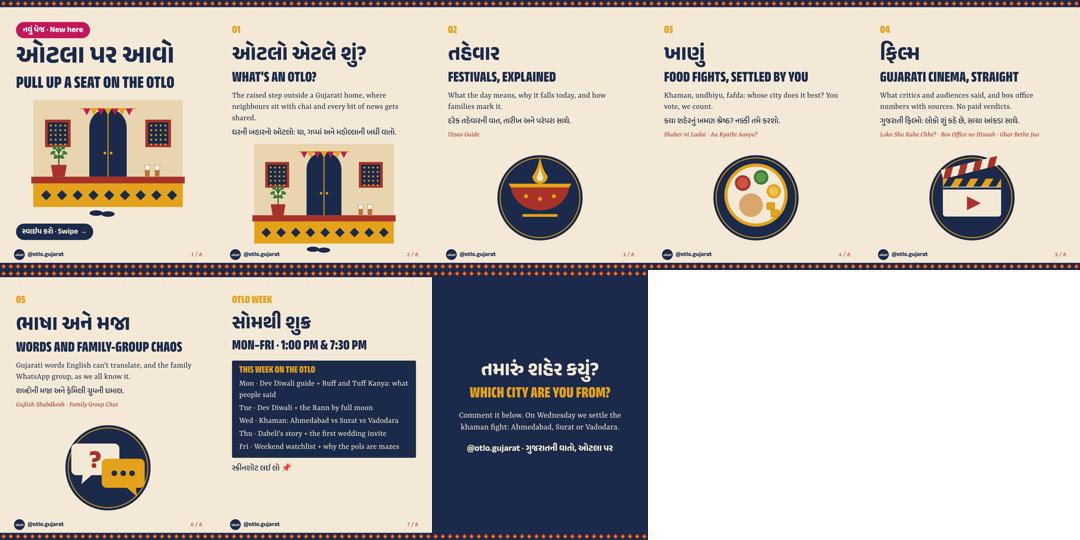 નવું પેજ · New here
ઓટલા પર આવો
PULL UP A SEAT ON THE OTLO
સ્વાઇપ કરો · Swipe →
@otlo.gujarat
1 / 8
01
ઓટલો એટલે શું?
WHAT'S AN OTLO?
The raised step outside a Gujarati home, where
neighbours sit with chai and every bit of news gets
shared.
ઘરની બહારનો ઓટલો: ચા, ગપ્પાં અને મહોલ્લાની બધી વાતો.
@otlo.gujarat
2 / 8
02
તહેવાર
FESTIVALS, EXPLAINED
What the day means, why it falls today, and how
families mark it.
દરેક તહેવારની વાત, તારીખ અને પરંપરા સાથે.
Utsav Guide
@otlo.gujarat
3 / 8
03
ખાણું
FOOD FIGHTS, SETTLED BY YOU
Khaman, undhiyu, fafda: whose city does it best? You
vote, we count.
કયા શહેરનું ખમણ શ્રેષ્ઠ? નક્કી તમે કરશો.
Shaher ni Ladai · Aa Kyathi Aavyu?
@otlo.gujarat
4 / 8
04
ફિલ્મ
GUJARATI CINEMA, STRAIGHT
What critics and audiences said, and box office
numbers with sources. No paid verdicts.
ગુજરાતી ફિલ્મો: લોકો શું કહે છે, સાચા આંકડા સાથે.
Loko Shu Kahe Chhe? · Box Office no Hisaab · Ghar Bethe Juo
@otlo.gujarat
5 / 8
05
ભાષા અને મજા
WORDS AND FAMILY-GROUP CHAOS
Gujarati words English can't translate, and the family
WhatsApp group, as we all know it.
શબ્દોની મજા અને ફેમિલી ગ્રુપની ધમાલ.
Gujlish Shabdkosh · Family Group Chat
?
@otlo.gujarat
6 / 8
OTLO WEEK
સોમથી શુક્ર
MON–FRI · 1:00 PM & 7:30 PM
THIS WEEK ON THE OTLO
Mon · Dev Diwali guide + Ruff and Tuff Kanya: what
people said
Tue · Dev Diwali + the Rann by full moon
Wed · Khaman: Ahmedabad vs Surat vs Vadodara
Thu · Dabeli's story + the first wedding invite
Fri · Weekend watchlist + why the pols are mazes
સ્ક્રીનશૉટ લઈ લો 📌
@otlo.gujarat
7 / 8
તમારું શહેર કયું?
WHICH CITY ARE YOU FROM?
Comment it below. On Wednesday we settle the
khaman fight: Ahmedabad, Surat or Vadodara.
@otlo.gujarat · ગુજરાતની વાતો, ઓટલા પર